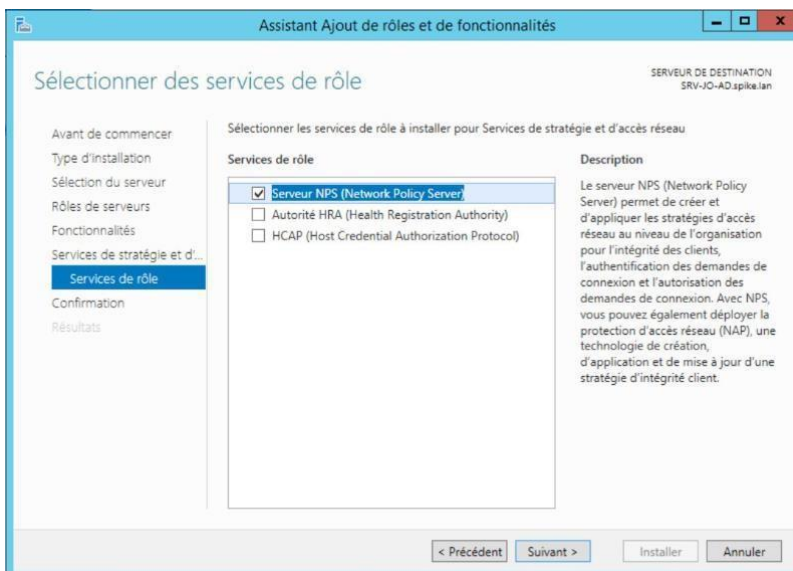 Assistant Ajout de rôles et de fonctionnalités
Sélectionner des services de rôle
SERVEUR DE DESTINATION
SRV-JO-AD.spike.lan
Avant de commencer
Type d'installation
Sélection du serveur
Rôles de serveurs
Fonctionnalités
Services de stratégie et d'...
Services de rôle
Confirmation
Résultats
Sélectionner les services de rôle à installer pour Services de stratégie et d'accès réseau
Services de rôle
Serveur NPS (Network Policy Server)
Autorité HRA (Health Registration Authority)
HCAP (Host Credential Authorization Protocol)
Description
Le serveur NPS (Network Policy
Server) permet de créer et
d'appliquer les stratégies d'accès
réseau au niveau de l'organisation
pour l'intégrité des clients,
l'authentification des demandes de
connexion et l'autorisation des
demandes de connexion. Avec NPS,
vous pouvez également déployer la
protection d'accès réseau (NAP), une
technologie de création,
d'application et de mise à jour d'une
stratégie d'intégrité client.
< Précédent
Suivant >
Installer
Annuler